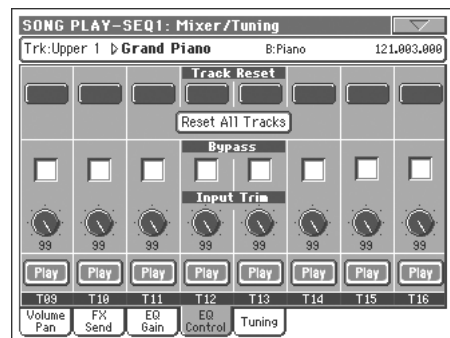 SONG PLAY-SEQ1: Mixer/Tuning
Trk:Upper 1 Grand Piano B:Piano 121.003.000
Track Reset
Reset All Tracks
Bypass
Input Trim
99 99 99 99 99 99 99 99
Play Play Play Play Play Play Play Play
T09 T10 T11 T12 T13 T14 T15 T16
Volume Pan FX Send EQ Gain EQ Control Tuning